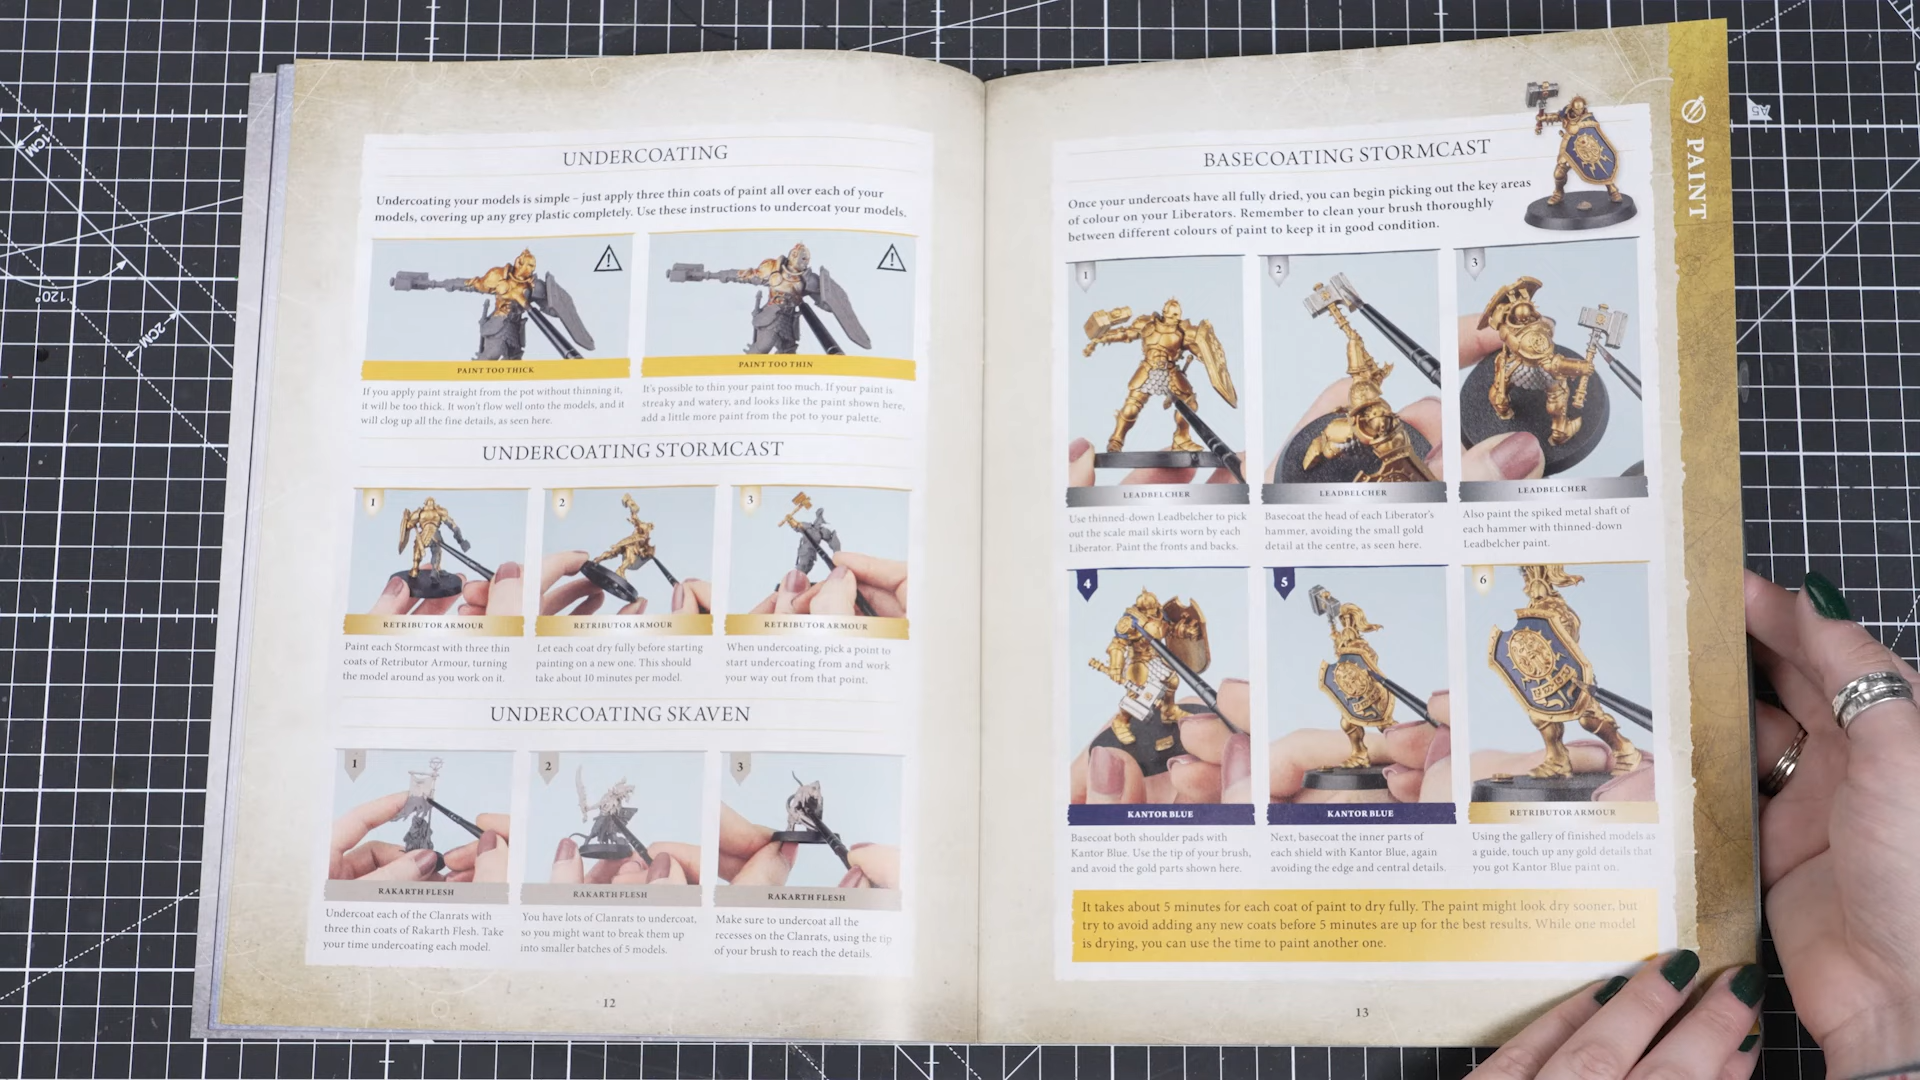 UNDERCOATING
Undercoating your models is simple – just apply three thin coats of paint all over each of your
models, covering up any grey plastic completely. Use these instructions to undercoat your models.
PAINT TOO THICK
If you apply paint straight from the pot without thinning it,
it will be too thick. It won't flow well onto the models, and it
will clog up all the fine details, as seen here.
PAINT TOO THIN
It's possible to thin your paint too much. If your paint is
streaky and watery, and looks like the paint shown here,
add a little more paint from the pot to your palette.
UNDERCOATING STORMCAST
1
RETRIBUTOR ARMOUR
Paint each Stormcast with three thin
coats of Retributor Armour, turning
the model around as you work on it.
2
RETRIBUTOR ARMOUR
Let each coat dry fully before starting
painting on a new one. This should
take about 10 minutes per model.
3
RETRIBUTOR ARMOUR
When undercoating, pick a point to
start undercoating from and work
your way out from that point.
UNDERCOATING SKAVEN
1
RAKARTH FLESH
Undercoat each of the Clanrats with
three thin coats of Rakarth Flesh. Take
your time undercoating each model.
2
RAKARTH FLESH
You have lots of Clanrats to undercoat,
so you might want to break them up
into smaller batches of 5 models.
3
RAKARTH FLESH
Make sure to undercoat all the
recesses on the Clanrats, using the tip
of your brush to reach the details.
12
BASECOATING STORMCAST
Once your undercoats have all fully dried, you can begin picking out the key areas
of colour on your Liberators. Remember to clean your brush thoroughly
between different colours of paint to keep it in good condition.
1
LEADBELCHER
Use thinned-down Leadbelcher to pick
out the scale mail skirts worn by each
Liberator. Paint the fronts and backs.
2
LEADBELCHER
Basecoat the head of each Liberator's
hammer, avoiding the small gold
detail at the centre, as seen here.
3
LEADBELCHER
Also paint the spiked metal shaft of
each hammer with thinned-down
Leadbelcher paint.
4
KANTOR BLUE
Basecoat both shoulder pads with
Kantor Blue. Use the tip of your brush,
and avoid the gold parts shown here.
5
KANTOR BLUE
Next, basecoat the inner parts of
each shield with Kantor Blue, again
avoiding the edge and central details.
6
RETRIBUTOR ARMOUR
Using the gallery of finished models as
a guide, touch up any gold details that
you got Kantor Blue paint on.
It takes about 5 minutes for each coat of paint to dry fully. The paint might look dry sooner, but
try to avoid adding any new coats before 5 minutes are up for the best results. While one model
is drying, you can use the time to paint another one.
13
PAINT
1CM
2CM
120°
A5